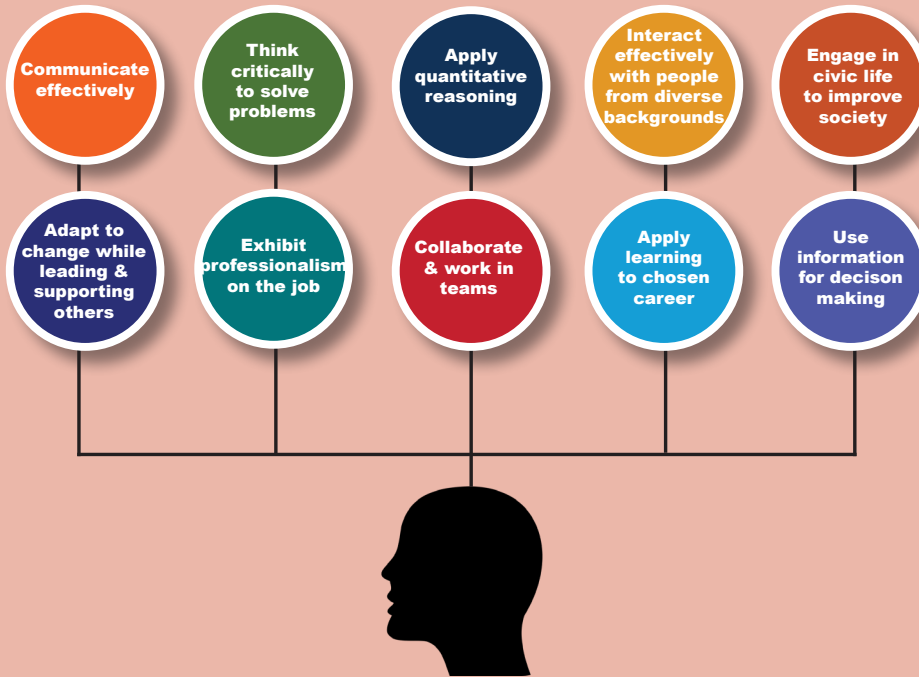 Communicate
effectively
Think
critically
to solve
problems
Apply
quantitative
reasoning
Interact
effectively
with people
from diverse
backgrounds
Engage in
civic life
to improve
society
Adapt to
change while
leading &
supporting
others
Exhibit
professionalism
on the job
Collaborate
& work in
teams
Apply
learning
to chosen
career
Use
information
for decison
making